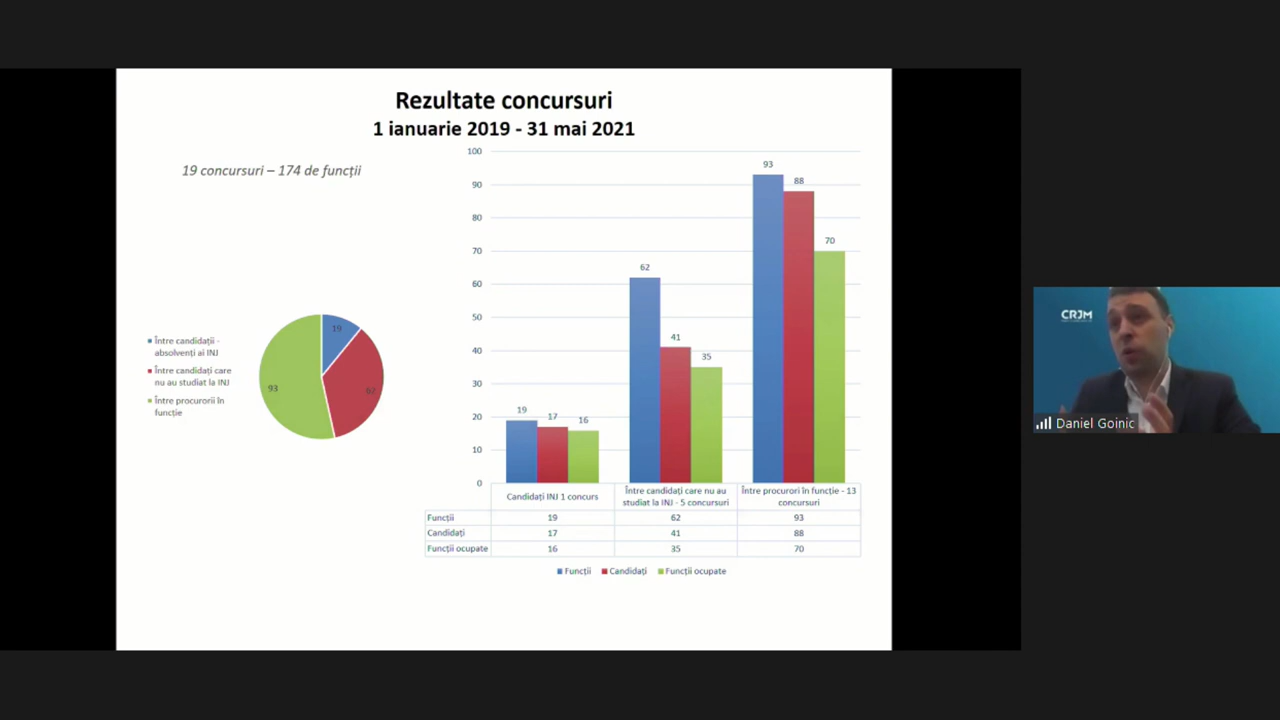 Rezultate concursuri
1 ianuarie 2019 - 31 mai 2021
19 concursuri – 174 de funcții
Între candidații -
absolvenți ai INJ
Între candidați care
nu au studiat la INJ
Între procurorii în
funcție
19
62
93
100
90
80
70
60
50
40
30
20
10
0
19
17
16
62
41
35
93
88
70
Candidați INJ 1 concurs
Între candidați care nu au
studiat la INJ - 5 concursuri
Între procurori în funcție - 13
concursuri
Funcții 19 62 93
Candidați 17 41 88
Funcții ocupate 16 35 70
Funcții Candidați Funcții ocupate
CRJM
Daniel Goinic